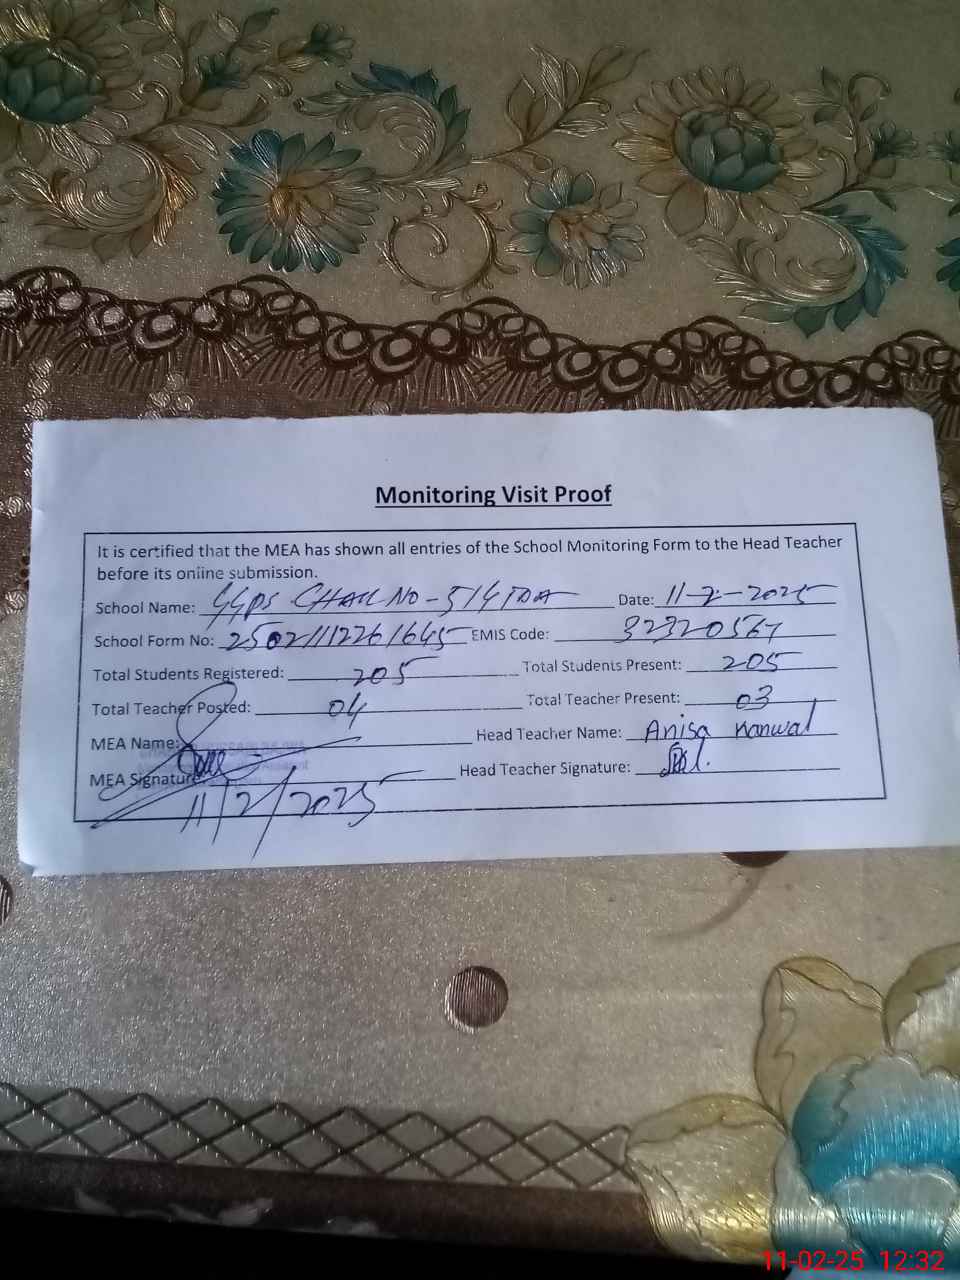 Monitoring Visit Proof
It is certified that the MEA has shown all entries of the School Monitoring Form to the Head Teacher
before its online submission.
School Name: GGPS CHAK NO-514TDA Date: 11-2-2025
School Form No: 25021112261645 EMIS Code: 32320567
Total Students Registered: 205 Total Students Present: 205
Total Teacher Posted: 04 Total Teacher Present: 03
MEA Name: Head Teacher Name: Anisa Kanwal
MEA Signature: Head Teacher Signature:
11/2/2025
11-02-25 12:32